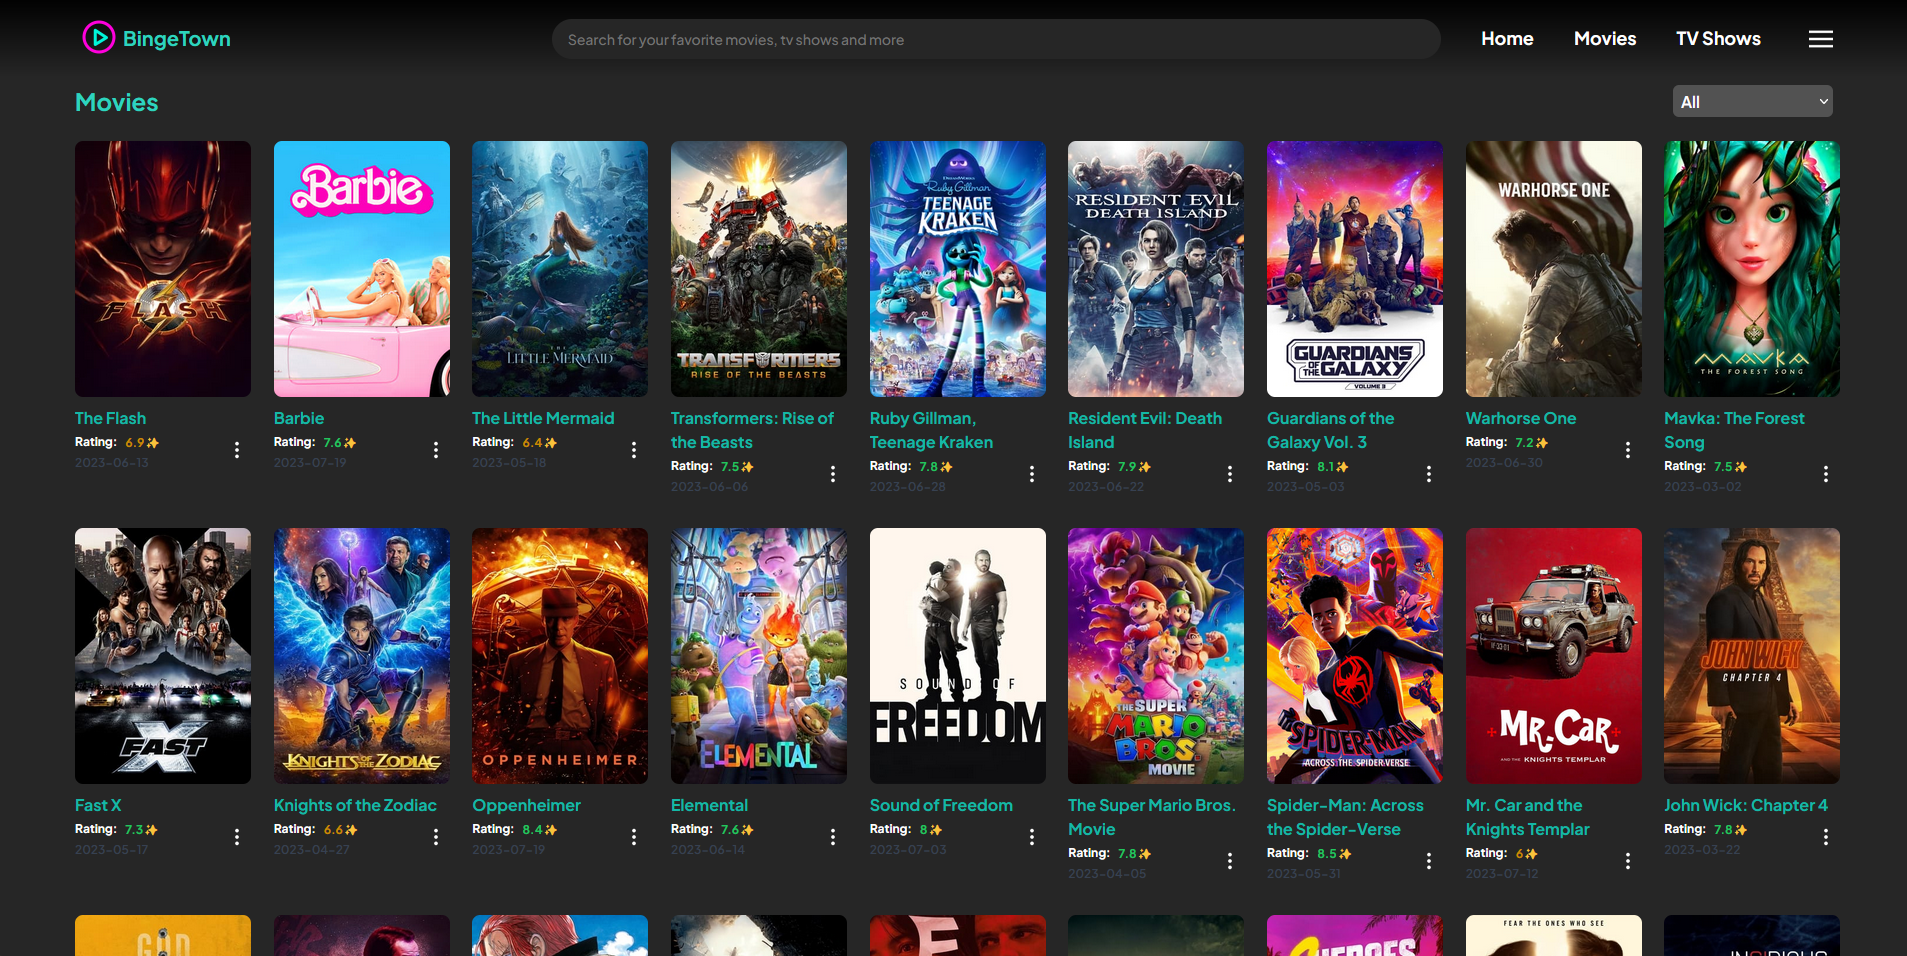 BingeTown
Search for your favorite movies, tv shows and more
Home
Movies
TV Shows
Movies
All
FLASH
Barbie
THE
LITTLE MERMAID
TRANSFORMERS
RISE OF THE BEASTS
DREAMWORKS
Ruby Gillman
TEENAGE
KRAKEN
RESIDENT EVIL
DEATH ISLAND
GUARDIANS
OF THE GALAXY
VOLUME 3
WARHORSE ONE
MAVKA
THE FOREST SONG
The Flash
Rating: 6.9✨
2023-06-13
Barbie
Rating: 7.6✨
2023-07-19
The Little Mermaid
Rating: 6.4✨
2023-05-18
Transformers: Rise of
the Beasts
Rating: 7.5✨
2023-06-06
Ruby Gillman,
Teenage Kraken
Rating: 7.8✨
2023-06-28
Resident Evil: Death
Island
Rating: 7.9✨
2023-06-22
Guardians of the
Galaxy Vol. 3
Rating: 8.1✨
2023-05-03
Warhorse One
Rating: 7.2✨
2023-06-30
Mavka: The Forest
Song
Rating: 7.5✨
2023-03-02
FAST
X
KNIGHTS OF THE ZODIAC
OPPENHEIMER
ELEMENTAL
SOUND OF
FREEDOM
THE SUPER
MARIO
BROS.
MOVIE
SPIDER-MAN
ACROSS THE SPIDER-VERSE
MR. CAR
AND THE KNIGHTS TEMPLAR
JOHN WICK
CHAPTER 4
Fast X
Rating: 7.3✨
2023-05-17
Knights of the Zodiac
Rating: 6.6✨
2023-04-27
Oppenheimer
Rating: 8.4✨
2023-07-19
Elemental
Rating: 7.6✨
2023-06-14
Sound of Freedom
Rating: 8✨
2023-07-03
The Super Mario Bros.
Movie
Rating: 7.8✨
2023-04-05
Spider-Man: Across
the Spider-Verse
Rating: 8.5✨
2023-05-31
Mr. Car and the
Knights Templar
Rating: 6✨
2023-07-12
John Wick: Chapter 4
Rating: 7.8✨
2023-03-22
GOD
E
HEROES
FEAR THE ONES WHO SEE
INSIDIOUS